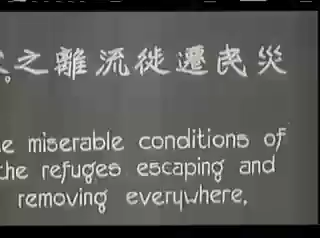 災民遷徙流離之
miserable conditions of
the refuges escaping and
removing everywhere,